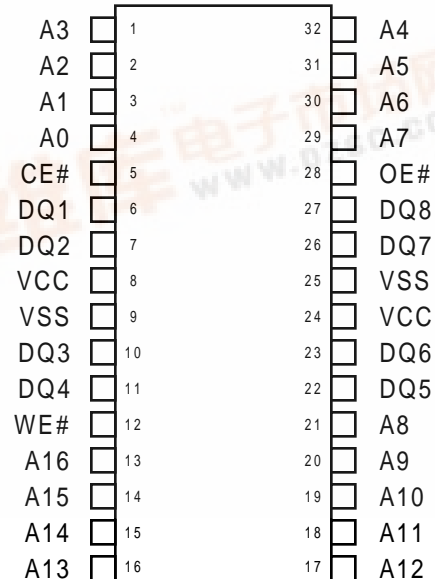 A3 1 32 A4
A2 2 31 A5
A1 3 30 A6
A0 4 29 A7
CE# 5 28 OE#
DQ1 6 27 DQ8
DQ2 7 26 DQ7
VCC 8 25 VSS
VSS 9 24 VCC
DQ3 10 23 DQ6
DQ4 11 22 DQ5
WE# 12 21 A8
A16 13 20 A9
A15 14 19 A10
A14 15 18 A11
A13 16 17 A12